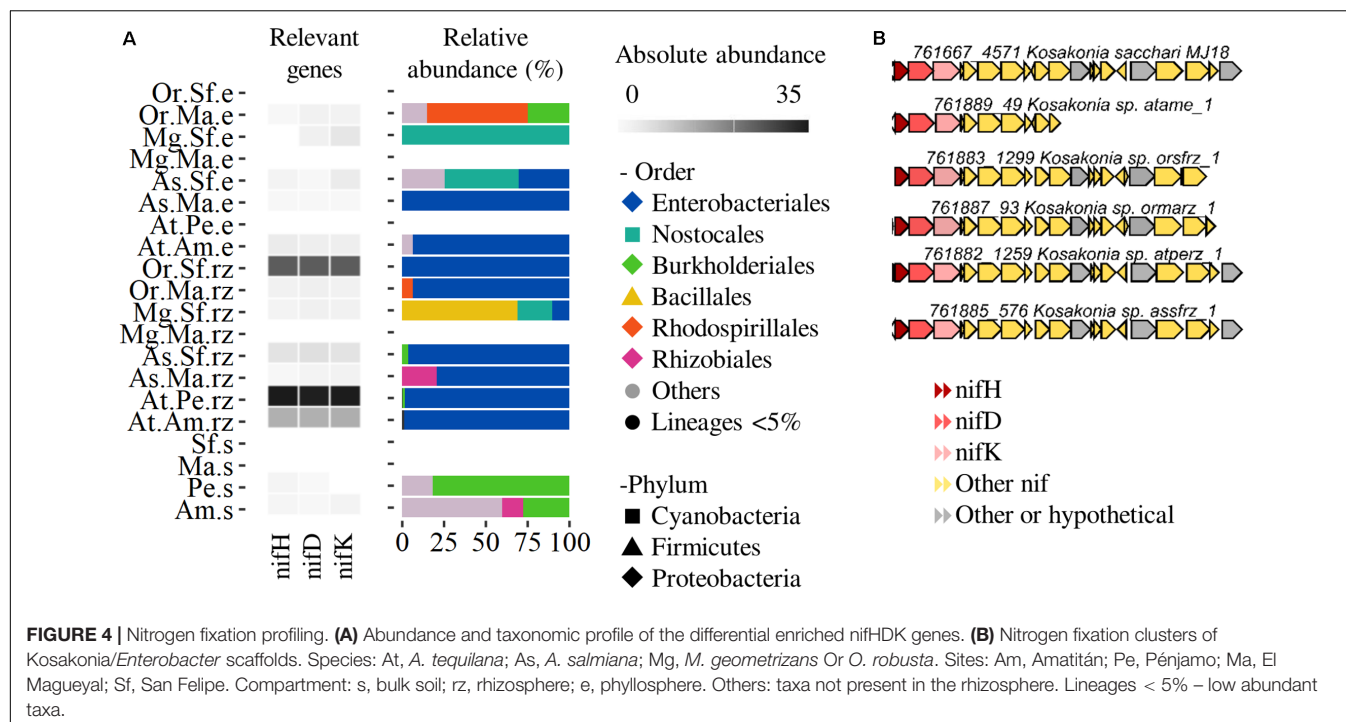 A
Relevant
genes
Relative
abundance (%)
Or.Sf.e
Or.Ma.e
Mg.Sf.e
Mg.Ma.e
As.Sf.e
As.Ma.e
At.Pe.e
At.Am.e
Or.Sf.rz
Or.Ma.rz
Mg.Sf.rz
Mg.Ma.rz
As.Sf.rz
As.Ma.rz
At.Pe.rz
At.Am.rz
Sf.s
Ma.s
Pe.s
Am.s
nifH
nifD
nifK
0 25 50 75 100
Absolute abundance
0 35
- Order
Enterobacteriales
Nostocales
Burkholderiales
Bacillales
Rhodospirillales
Rhizobiales
Others
Lineages <5%
-Phylum
Cyanobacteria
Firmicutes
Proteobacteria
B
761667_4571 Kosakonia sacchari MJ18
761889_49 Kosakonia sp. atame_1
761883_1299 Kosakonia sp. orsfrz_1
761887_93 Kosakonia sp. ormarz_1
761882_1259 Kosakonia sp. atperz_1
761885_576 Kosakonia sp. assfrz_1
nifH
nifD
nifK
Other nif
Other or hypothetical
FIGURE 4 | Nitrogen fixation profiling. (A) Abundance and taxonomic profile of the differential enriched nifHDK genes. (B) Nitrogen fixation clusters of
Kosakonia/Enterobacter scaffolds. Species: At, A. tequilana; As, A. salmiana; Mg, M. geometrizans Or O. robusta. Sites: Am, Amatitán; Pe, Pénjamo; Ma, El
Magueyal; Sf, San Felipe. Compartment: s, bulk soil; rz, rhizosphere; e, phyllosphere. Others: taxa not present in the rhizosphere. Lineages < 5% – low abundant
taxa.